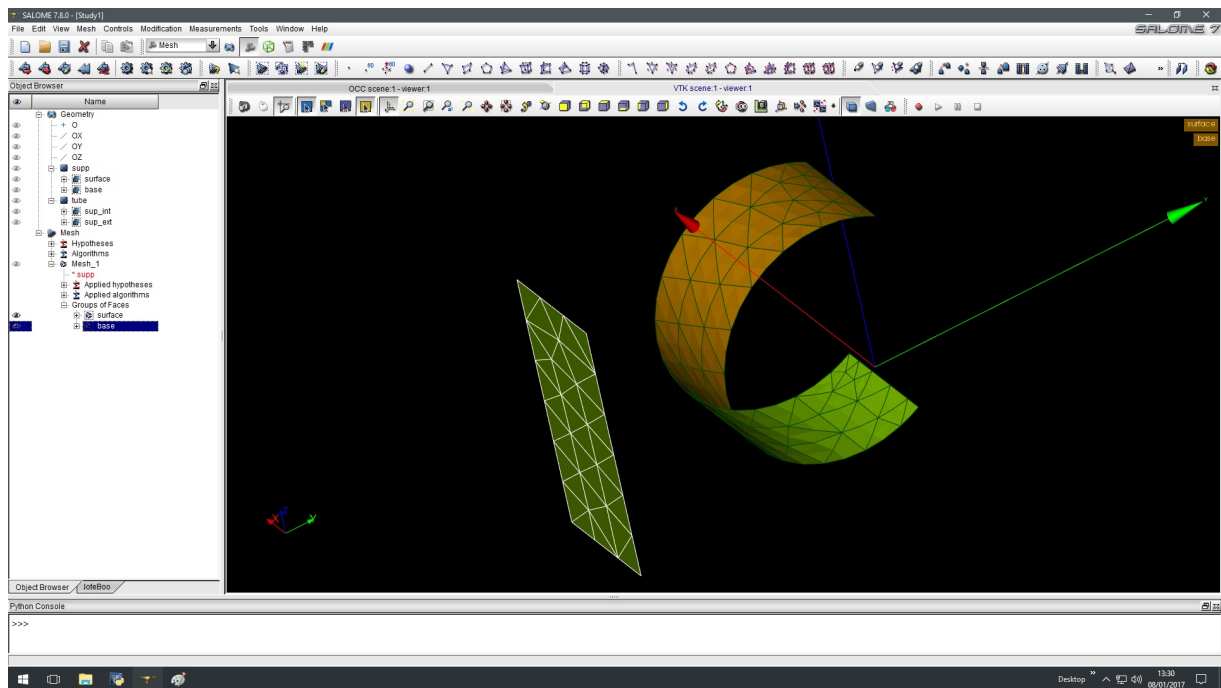 SALOME 7.8.0 - [Study1]
File Edit View Mesh Controls Modification Measurements Tools Window Help
SALOME 7
Mesh
Object Browser
OCC scene:1 - viewer:1
VTK scene:1 - viewer:1
Name
Geometry
O
OX
OY
OZ
supp
surface
base
tube
sup_int
sup_ext
Mesh
Hypotheses
Algorithms
Mesh_1
* supp
Applied hypotheses
Applied algorithms
Groups of Faces
surface
base
surface
base
X
Y
X
Z
Y
Object Browser
NoteBoo
Python Console
>>>
Desktop
13:30
08/01/2017